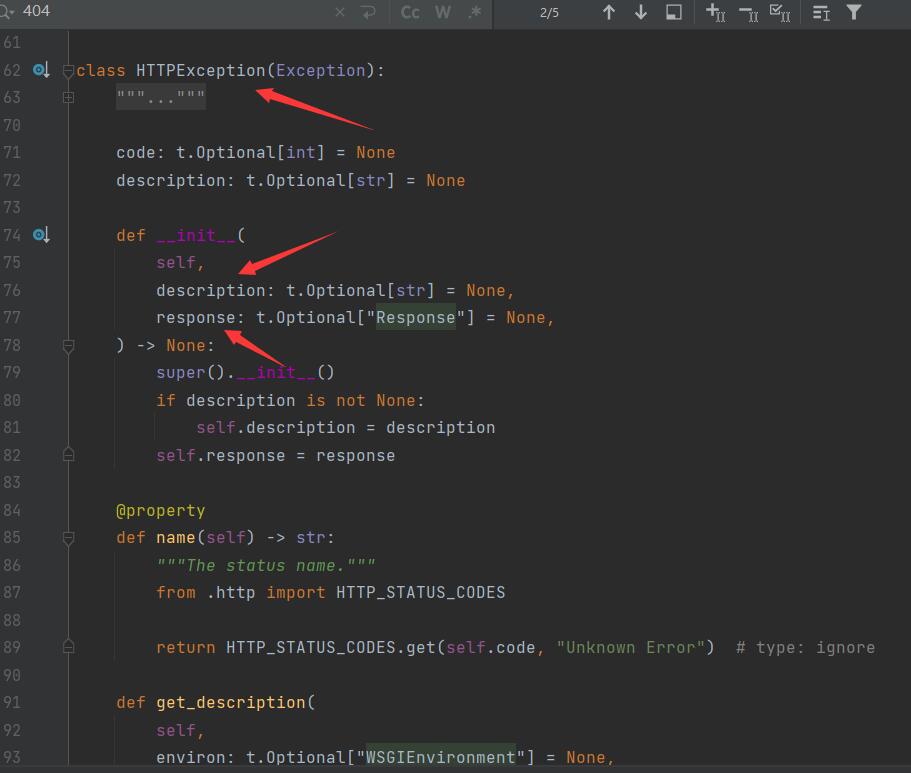 404 Cc W .* 2/5
61
62 class HTTPException(Exception):
63 """..."""
70
71 code: t.Optional[int] = None
72 description: t.Optional[str] = None
73
74 def __init__(
75 self,
76 description: t.Optional[str] = None,
77 response: t.Optional["Response"] = None,
78 ) -> None:
79 super().__init__()
80 if description is not None:
81 self.description = description
82 self.response = response
83
84 @property
85 def name(self) -> str:
86 """The status name."""
87 from .http import HTTP_STATUS_CODES
88
89 return HTTP_STATUS_CODES.get(self.code, "Unknown Error")  # type: ignore
90
91 def get_description(
92 self,
93 environ: t.Optional["WSGIEnvironment"] = None,